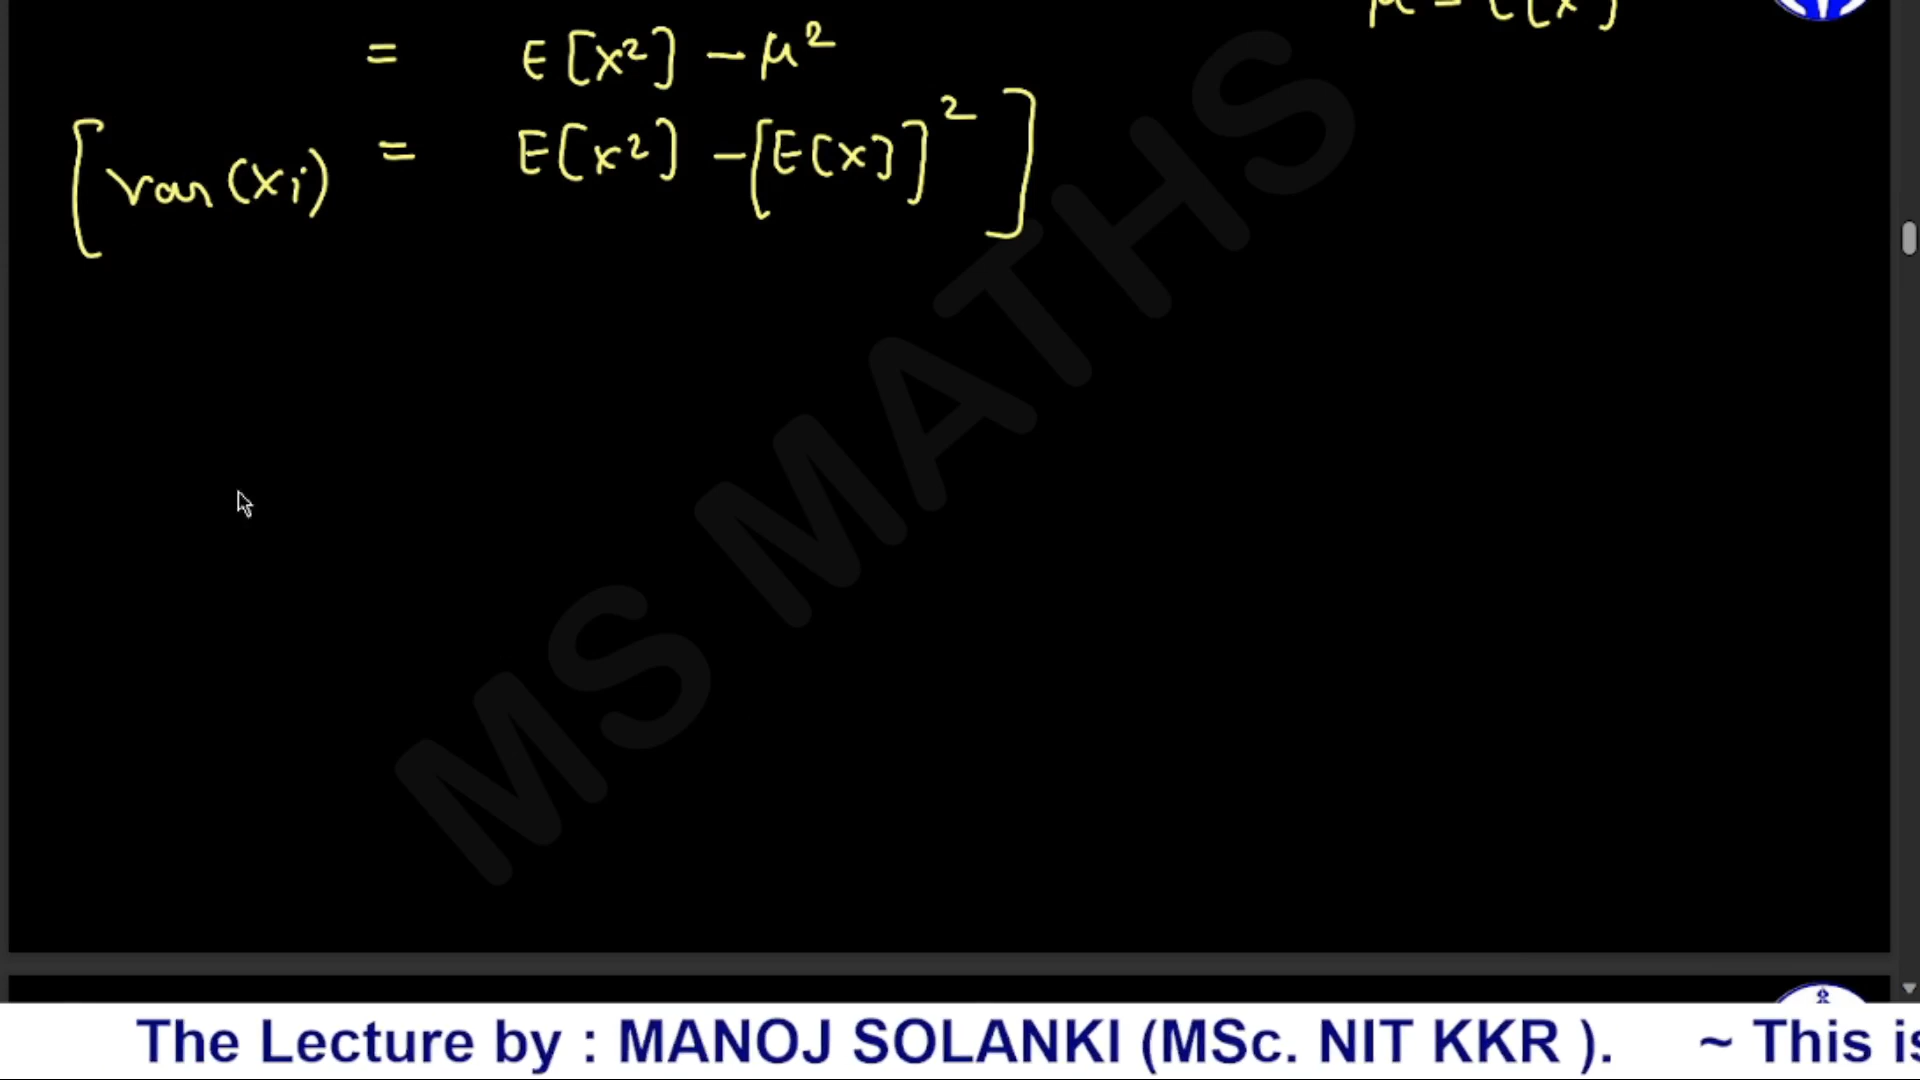 μ = E[x]
= E[x²] - μ²
[var(xi) = E[x²] - [E(x)]²]
MS MATHS
The Lecture by : MANOJ SOLANKI (MSc. NIT KKR ). ~ This is